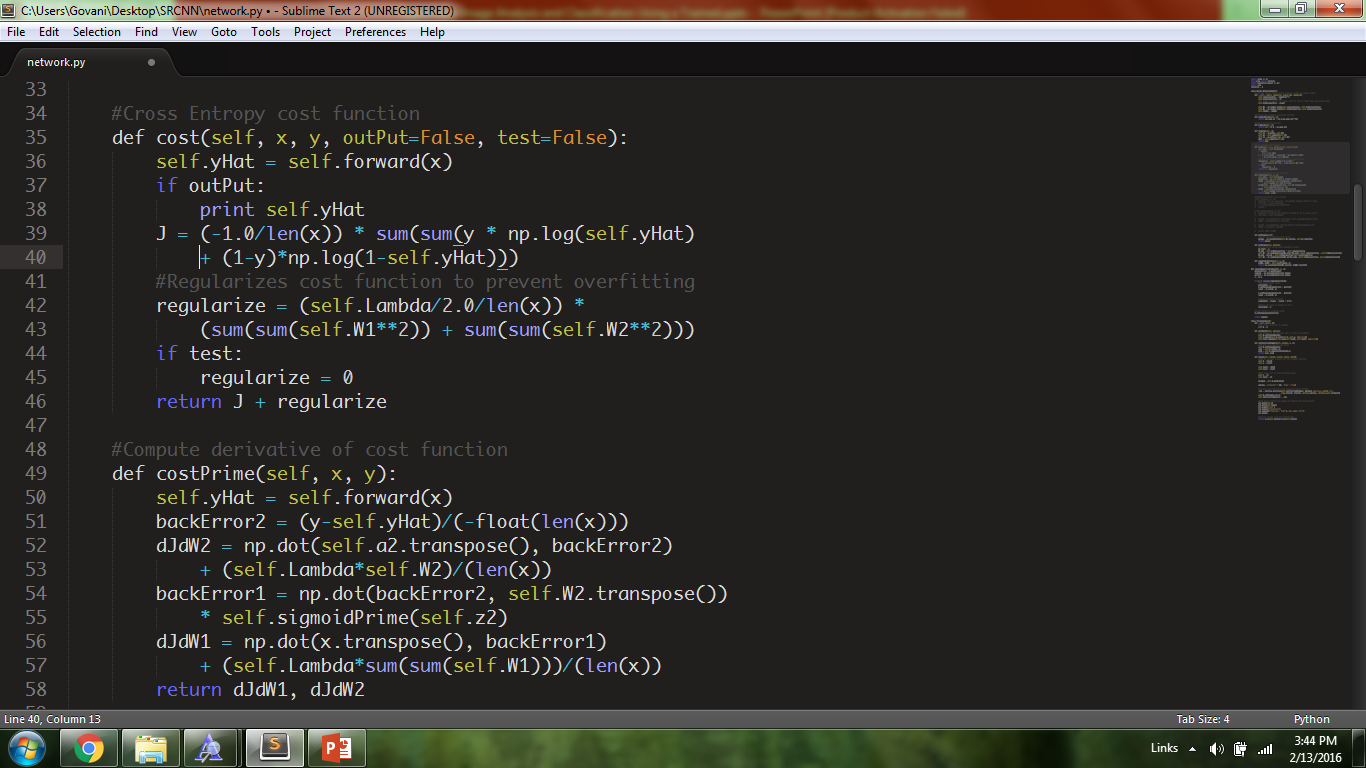 C:\Users\Govani\Desktop\SRCNN\network.py • - Sublime Text 2 (UNREGISTERED)
File Edit Selection Find View Goto Tools Project Preferences Help
network.py
33
34 #Cross Entropy cost function
35 def cost(self, x, y, outPut=False, test=False):
36 self.yHat = self.forward(x)
37 if outPut:
38 print self.yHat
39 J = (-1.0/len(x)) * sum(sum(y * np.log(self.yHat)
40 + (1-y)*np.log(1-self.yHat)))
41 #Regularizes cost function to prevent overfitting
42 regularize = (self.Lambda/2.0/len(x)) *
43 (sum(sum(self.W1**2)) + sum(sum(self.W2**2)))
44 if test:
45 regularize = 0
46 return J + regularize
47
48 #Compute derivative of cost function
49 def costPrime(self, x, y):
50 self.yHat = self.forward(x)
51 backError2 = (y-self.yHat)/(-float(len(x)))
52 dJdW2 = np.dot(self.a2.transpose(), backError2)
53 + (self.Lambda*self.W2)/(len(x))
54 backError1 = np.dot(backError2, self.W2.transpose())
55 * self.sigmoidPrime(self.z2)
56 dJdW1 = np.dot(x.transpose(), backError1)
57 + (self.Lambda*sum(sum(self.W1)))/(len(x))
58 return dJdW1, dJdW2
Line 40, Column 13 Tab Size: 4 Python
Links 3:44 PM
2/13/2016